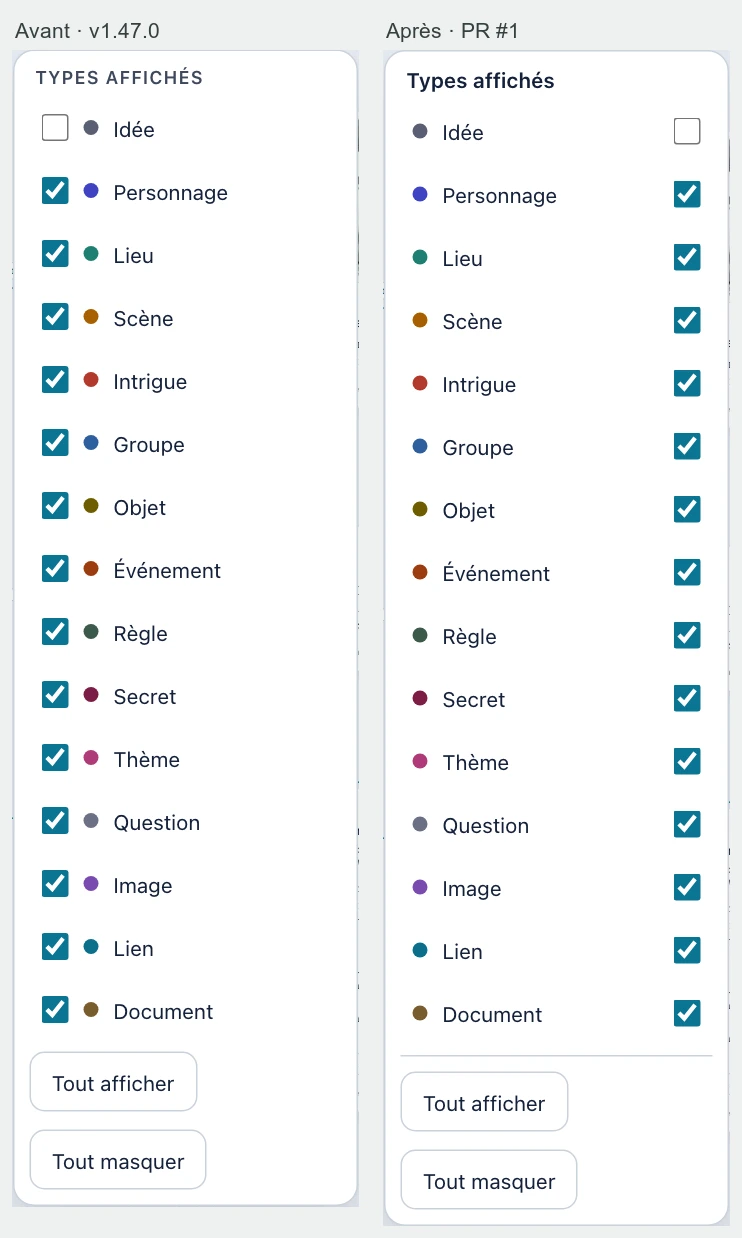 Avant · v1.47.0
TYPES AFFICHÉS
Idée
Personnage
Lieu
Scène
Intrigue
Groupe
Objet
Événement
Règle
Secret
Thème
Question
Image
Lien
Document
Tout afficher
Tout masquer
Après · PR #1
Types affichés
Idée
Personnage
Lieu
Scène
Intrigue
Groupe
Objet
Événement
Règle
Secret
Thème
Question
Image
Lien
Document
Tout afficher
Tout masquer